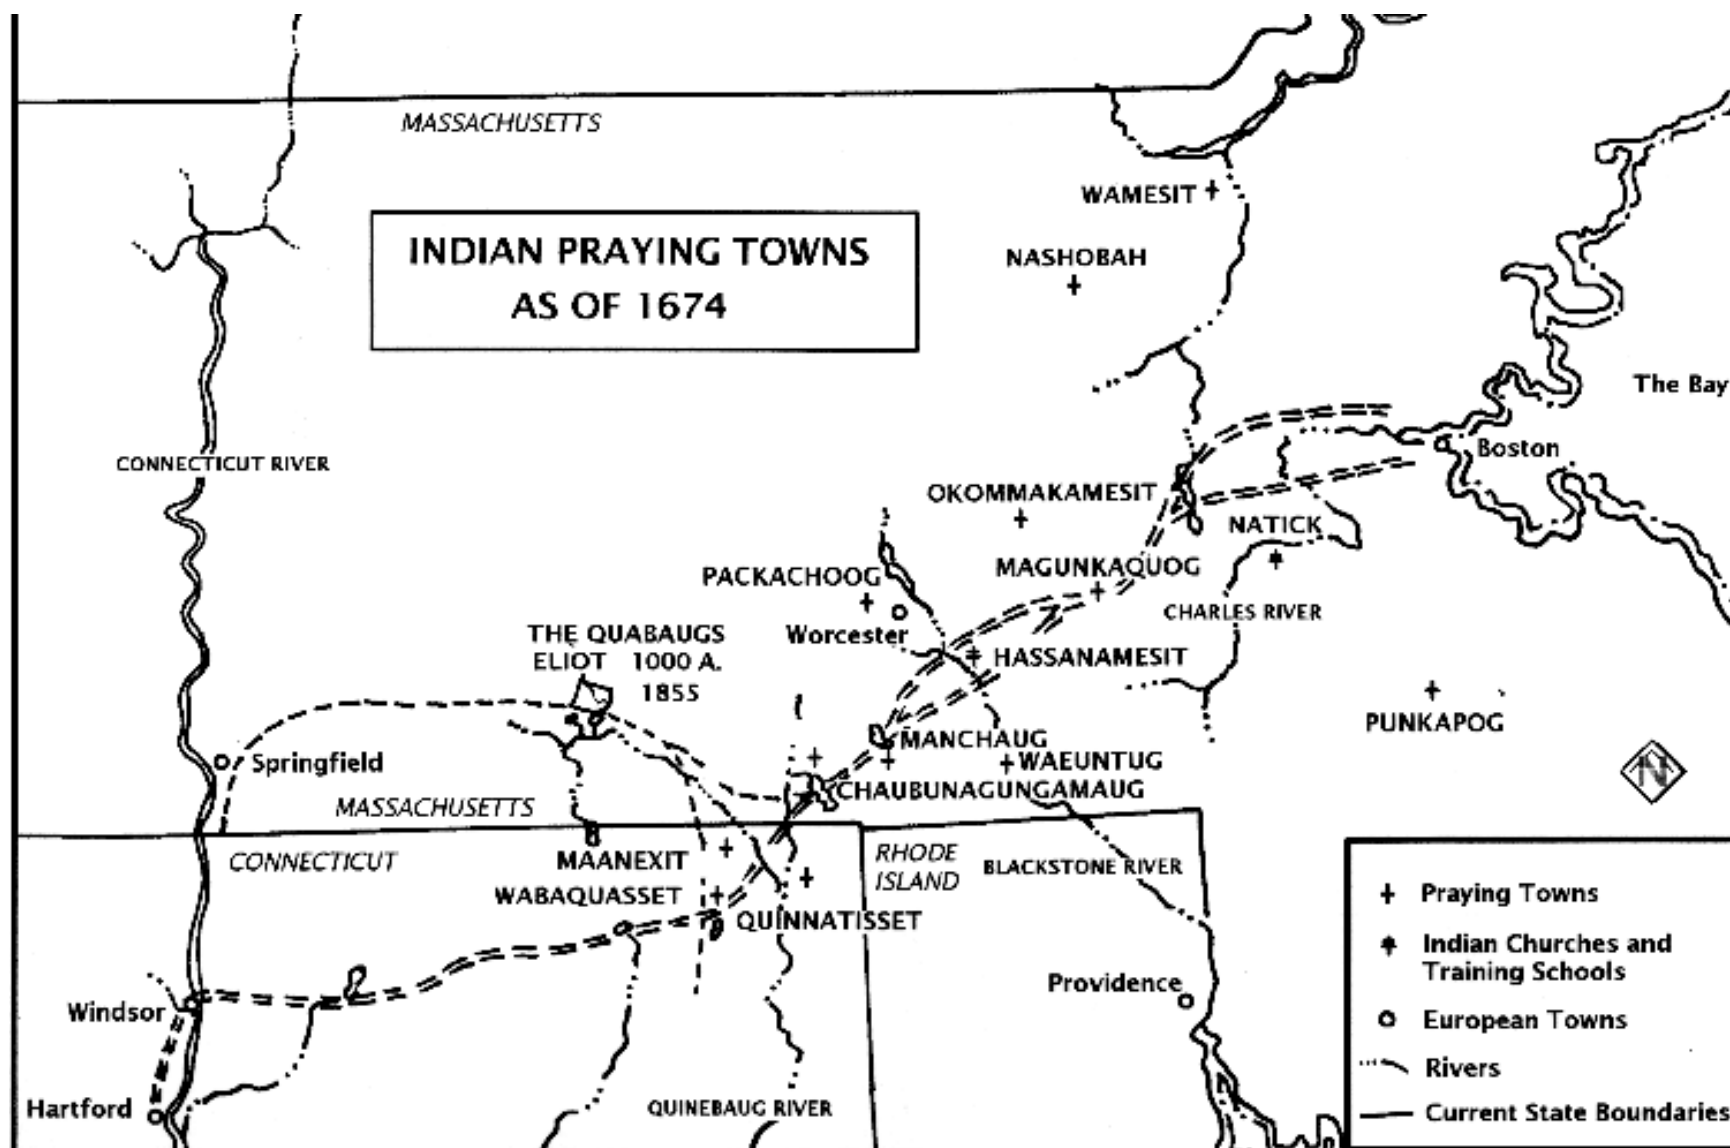 MASSACHUSETTS
WAMESIT
INDIAN PRAYING TOWNS
AS OF 1674
NASHOBAH
The Bay
CONNECTICUT RIVER
Boston
OKOMMAKAMESIT
NATICK
MAGUNKAQUOG
PACKACHOOG
CHARLES RIVER
Worcester
THE QUABAUGS
ELIOT 1000 A.
1855
HASSANAMESIT
PUNKAPOG
MANCHAUG
WAEUNTUG
Springfield
CHAUBUNAGUNGAMAUG
N
MASSACHUSETTS
CONNECTICUT
MAANEXIT
RHODE
ISLAND
BLACKSTONE RIVER
WABAQUASSET
QUINNATISSET
Praying Towns
Indian Churches and
Training Schools
Providence
Windsor
European Towns
Rivers
Hartford
QUINEBAUG RIVER
Current State Boundaries